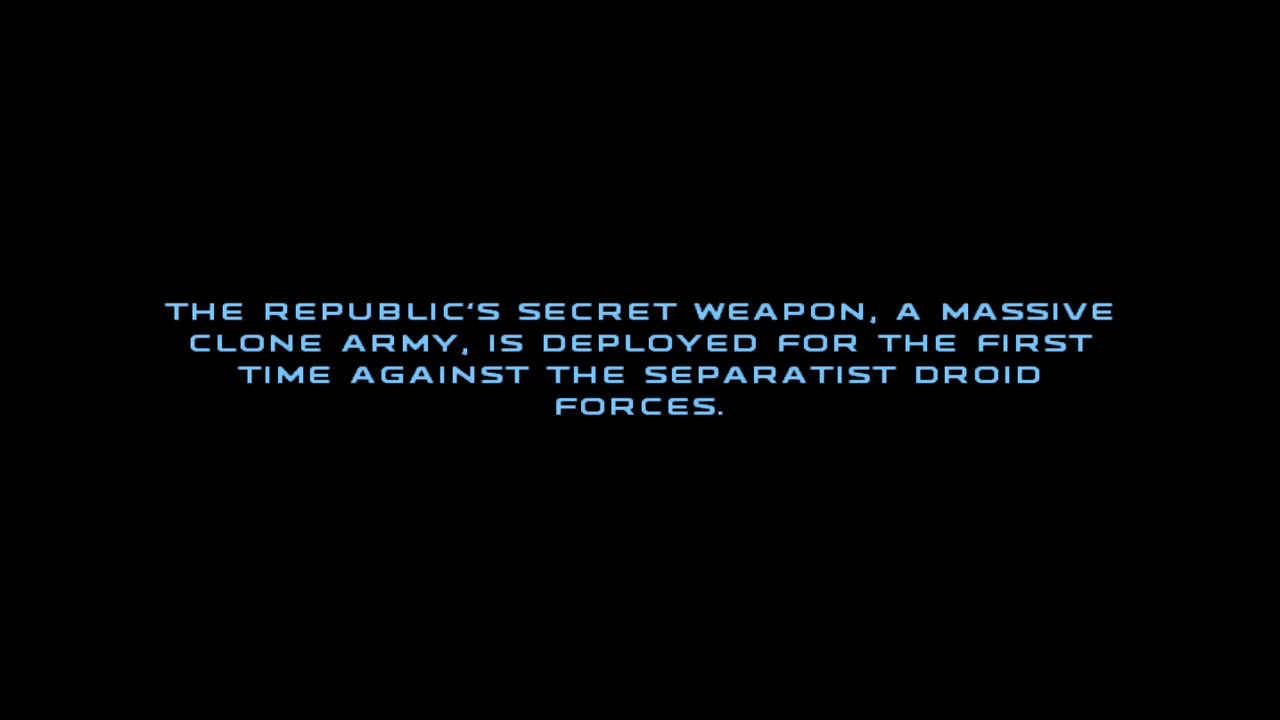 THE REPUBLIC'S SECRET WEAPON, A MASSIVE
CLONE ARMY, IS DEPLOYED FOR THE FIRST
TIME AGAINST THE SEPARATIST DROID
FORCES.